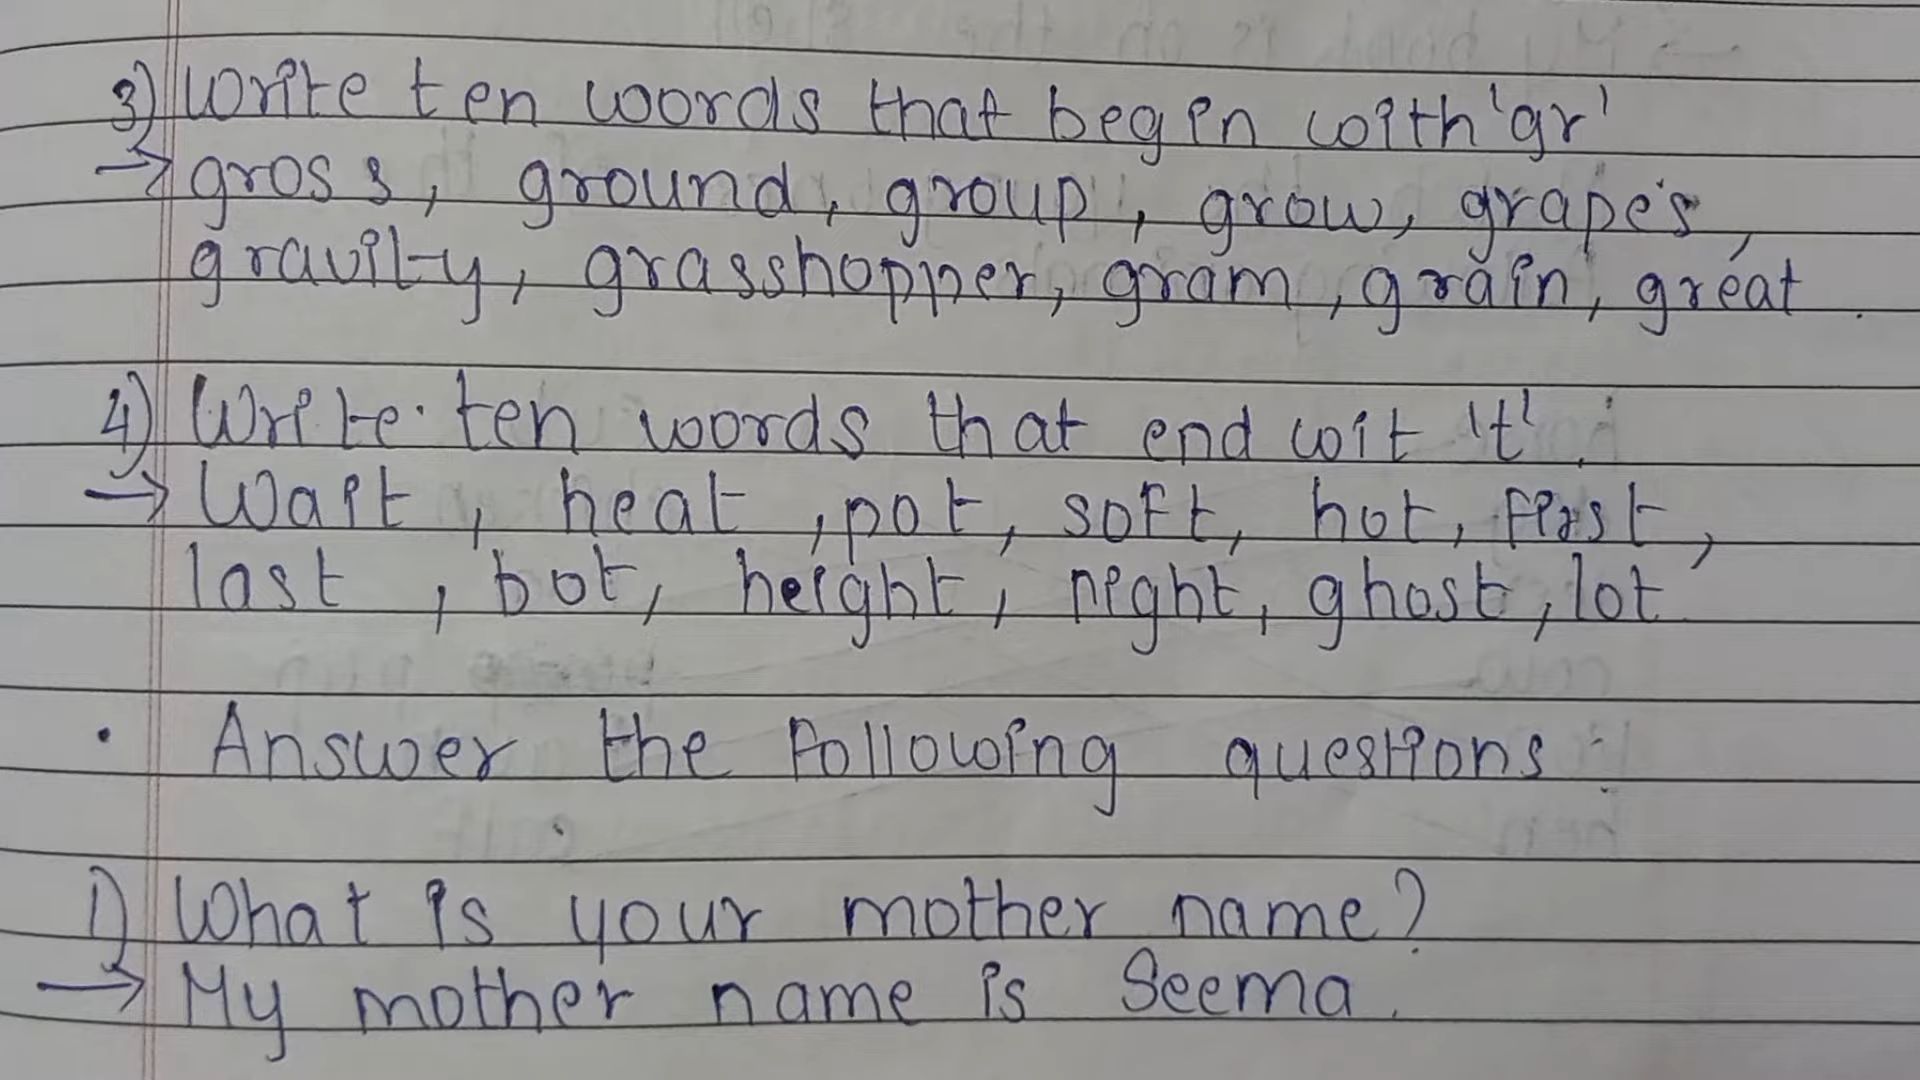 3) Write ten words that begin with 'gr'
→ gross, ground, group, grow, grapes,
gravity, grasshopper, gram, grain, great.
4) Write ten words that end wit 't'.
→ Wait, heat, pot, soft, hot, first,
last, bot, height, night, ghost, lot
• Answer the following questions :
1) What is your mother name?
→ My mother name is Seema.